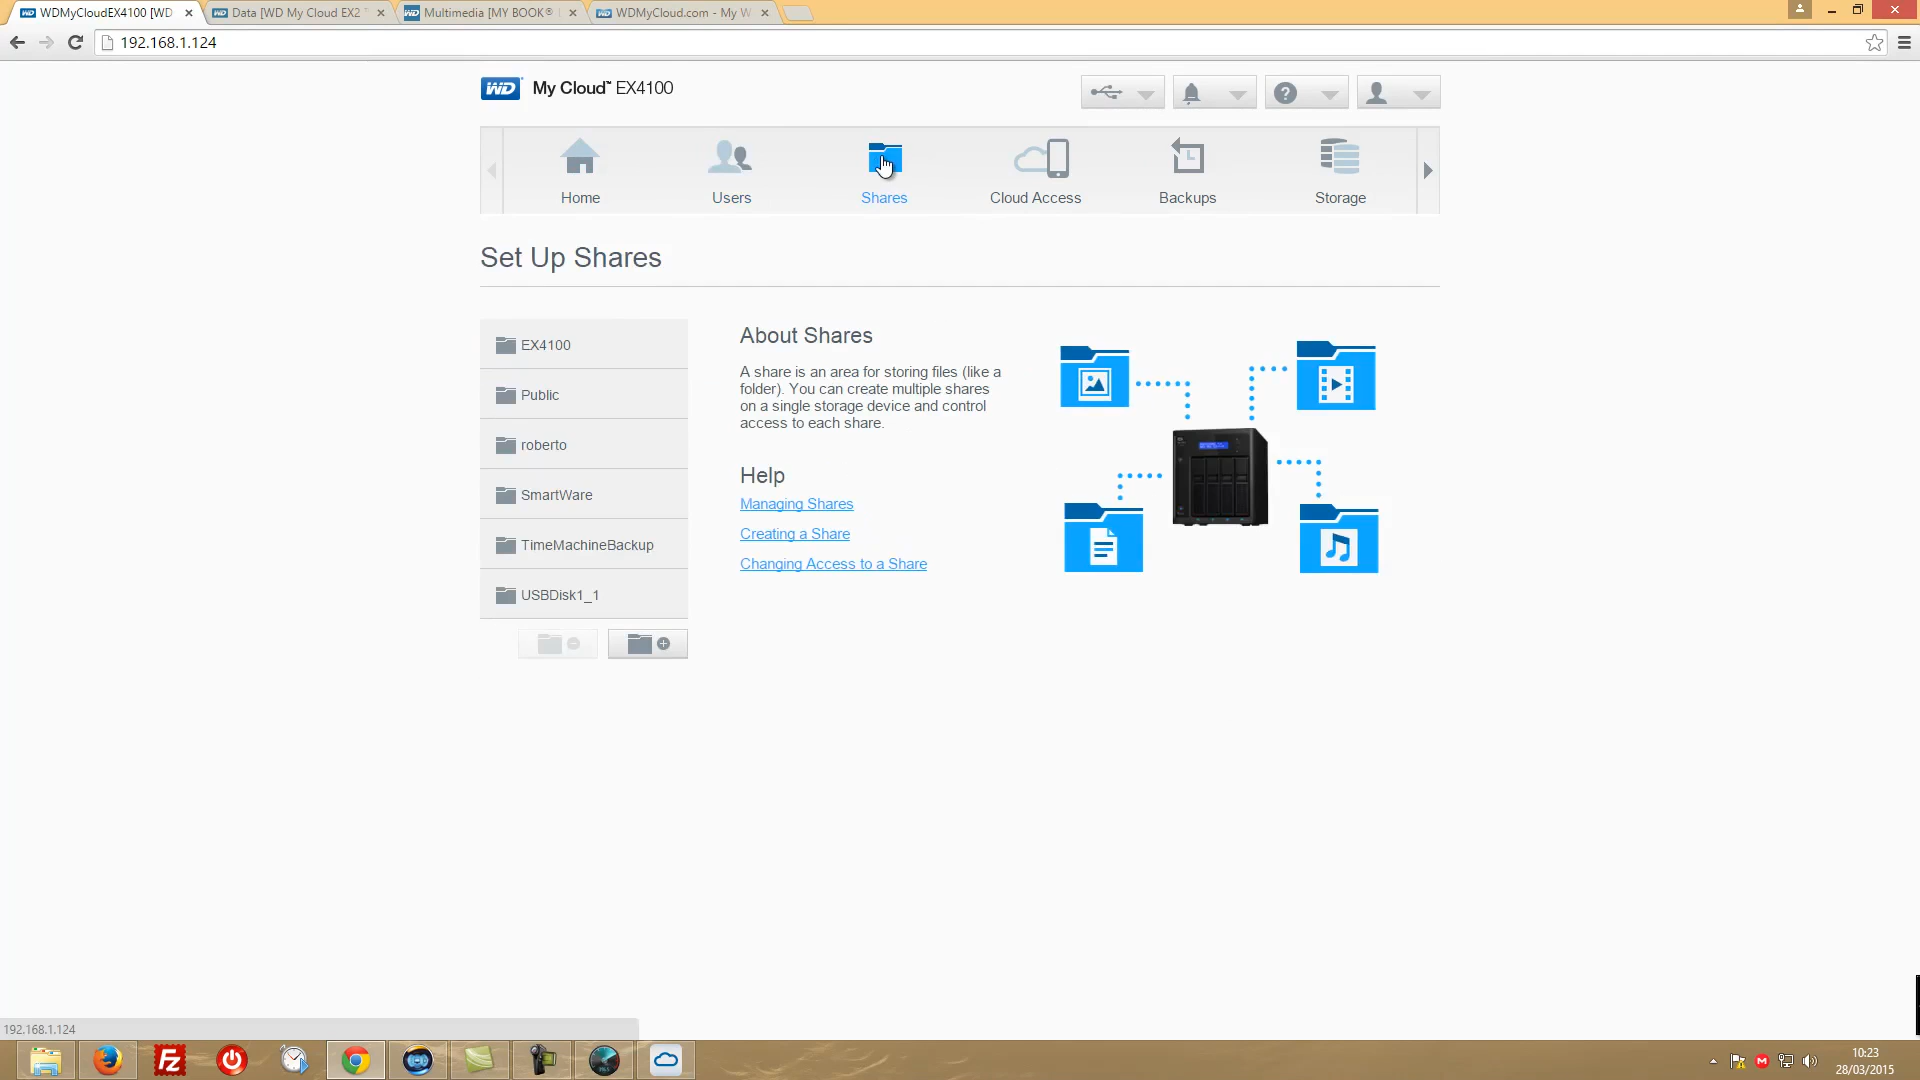 WDMyCloudEX4100 [WD
Data [WD My Cloud EX2
Multimedia [MY BOOK®
WDMyCloud.com - My W
192.168.1.124
WD My Cloud™ EX4100
Home
Users
Shares
Cloud Access
Backups
Storage
Set Up Shares
EX4100
Public
roberto
SmartWare
TimeMachineBackup
USBDisk1_1
About Shares
A share is an area for storing files (like a
folder). You can create multiple shares
on a single storage device and control
access to each share.
Help
Managing Shares
Creating a Share
Changing Access to a Share
192.168.1.124
10:23
28/03/2015